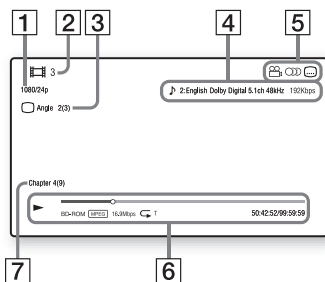 1 2 3 4 5
3
1080/24p
2:English Dolby Digital 5.1ch 48kHz 192Kbps
Angle 2(3)
Chapter 4(9)
BD-ROM MPEG 16.9Mbps T 50:42:52/99:59:59
7 6